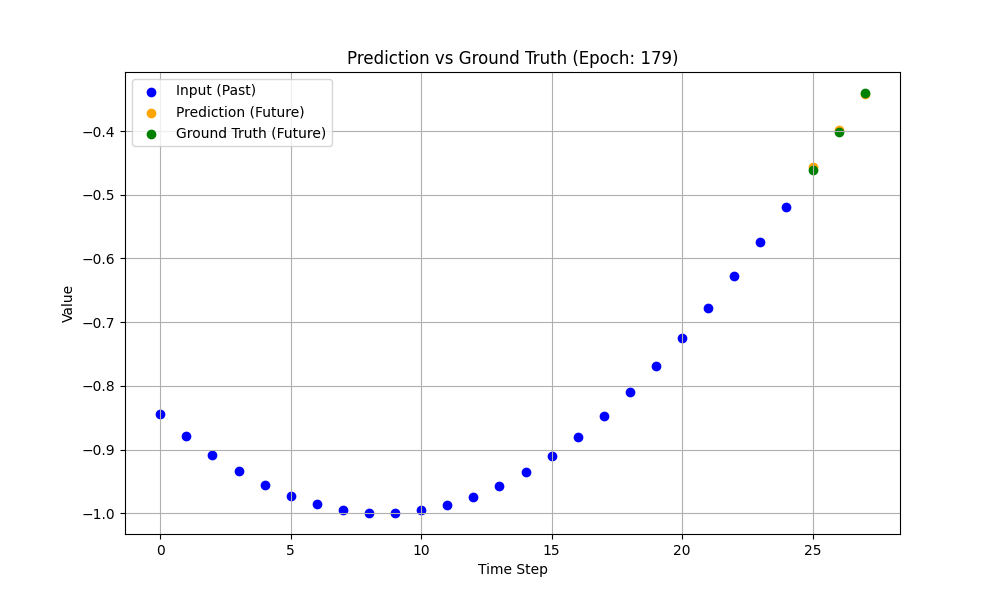 Prediction vs Ground Truth (Epoch: 179)
Input (Past)
Prediction (Future)
Ground Truth (Future)
−0.4
−0.5
−0.6
−0.7
−0.8
−0.9
−1.0
Value
0 5 10 15 20 25
Time Step